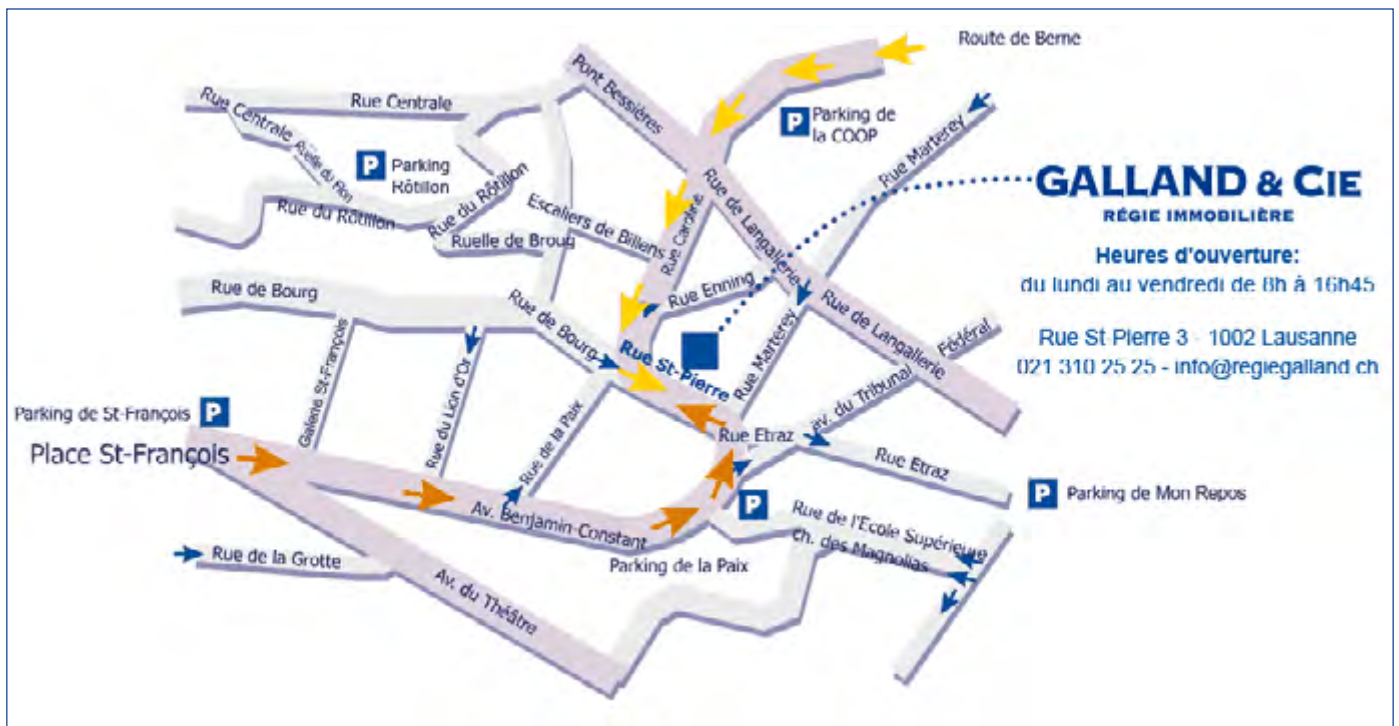 Route de Berne
Pont Bessières
Rue Centrale
Rue Centrale
Ruelle du Flon
P
Parking
Rôtillon
P
Parking de
la COOP
Rue Marterey
Rue du Rôtillon
Rue du Rôtillon
Ruelle de Broug
Escaliers de Billens
Rue Caroline
Rue de Langallerie
GALLAND & CIE
RÉGIE IMMOBILIÈRE
Heures d'ouverture:
du lundi au vendredi de 8h à 16h45
Rue St Pierre 3 - 1002 Lausanne
021 310 25 25 - info@regiegalland.ch
Rue de Bourg
Rue de Bourg
Rue Enning
Rue St-Pierre
Rue Marterey
Rue de Langallerie
av. du Tribunal Fédéral
Galerie St-François
Rue du Lion d'Or
Rue de la Paix
Parking de St-François
P
Place St-François
Rue Etraz
Rue Etraz
Av. Benjamin-Constant
P
Parking de la Paix
P
Parking de Mon Repos
Rue de l'Ecole Supérieure
ch. des Magnolias
Rue de la Grotte
Av. du Théâtre